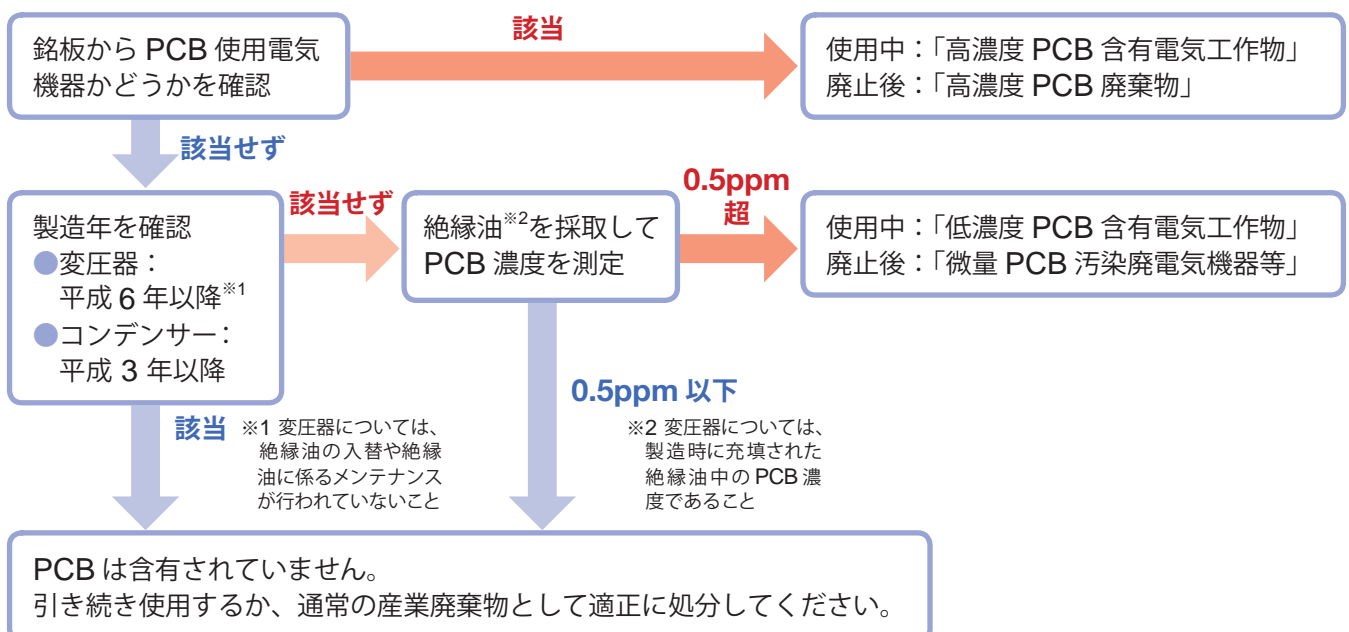 銘板から PCB 使用電気
機器かどうかを確認
該当
使用中：「高濃度 PCB 含有電気工作物」
廃止後：「高濃度 PCB 廃棄物」
該当せず
製造年を確認
●変圧器：
平成 6 年以降※1
●コンデンサー：
平成 3 年以降
該当せず
絶縁油※2を採取して
PCB 濃度を測定
0.5ppm
超
使用中：「低濃度 PCB 含有電気工作物」
廃止後：「微量 PCB 汚染廃電気機器等」
該当
※1 変圧器については、
絶縁油の入替や絶縁
油に係るメンテナンス
が行われていないこと
0.5ppm 以下
※2 変圧器については、
製造時に充填された
絶縁油中の PCB 濃
度であること
PCB は含有されていません。
引き続き使用するか、通常の産業廃棄物として適正に処分してください。